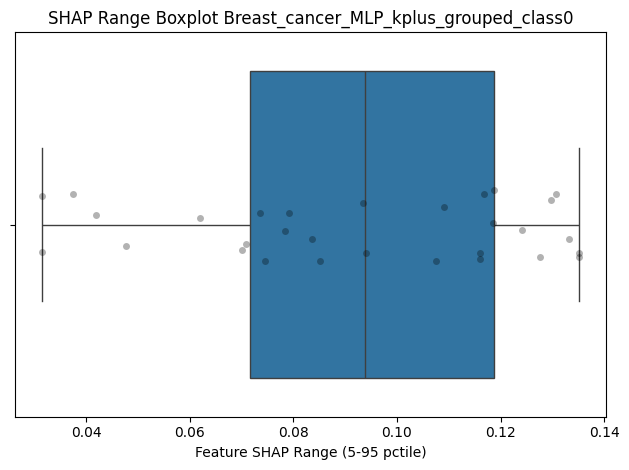 SHAP Range Boxplot Breast_cancer_MLP_kplus_grouped_class0
0.04 0.06 0.08 0.10 0.12 0.14
Feature SHAP Range (5-95 pctile)